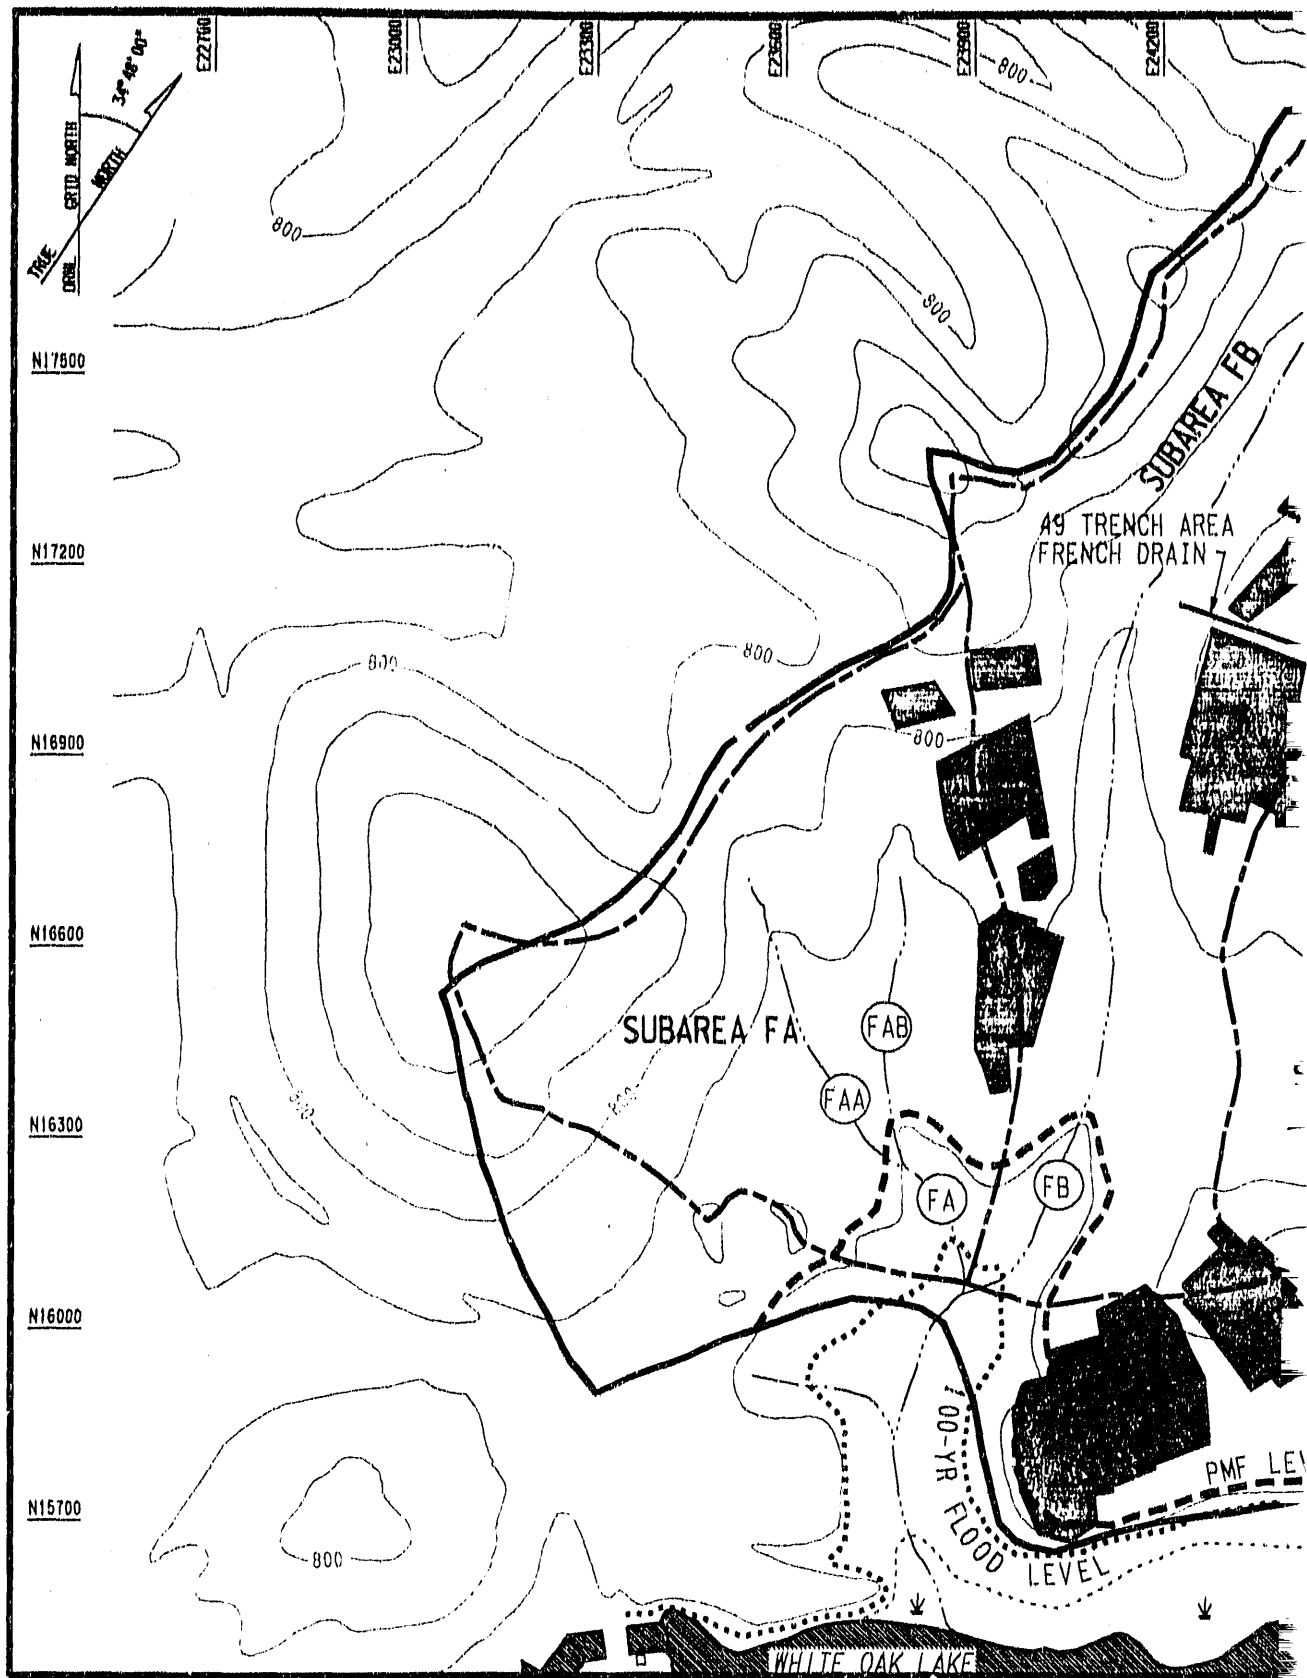 E22700
E23000
E23300
E23600
E23900
E24200
34° 48' 00"
ORNL GRID NORTH
TRUE NORTH
800
800
800
N17500
SUBAREA FB
49 TRENCH AREA
FRENCH DRAIN
N17200
800
800
N16900
800
N16600
SUBAREA FA
FAB
FAA
800
800
N16300
FA
FB
N16000
100-YR FLOOD LEVEL
PMF LEV
N15700
800
WHITE OAK LAKE